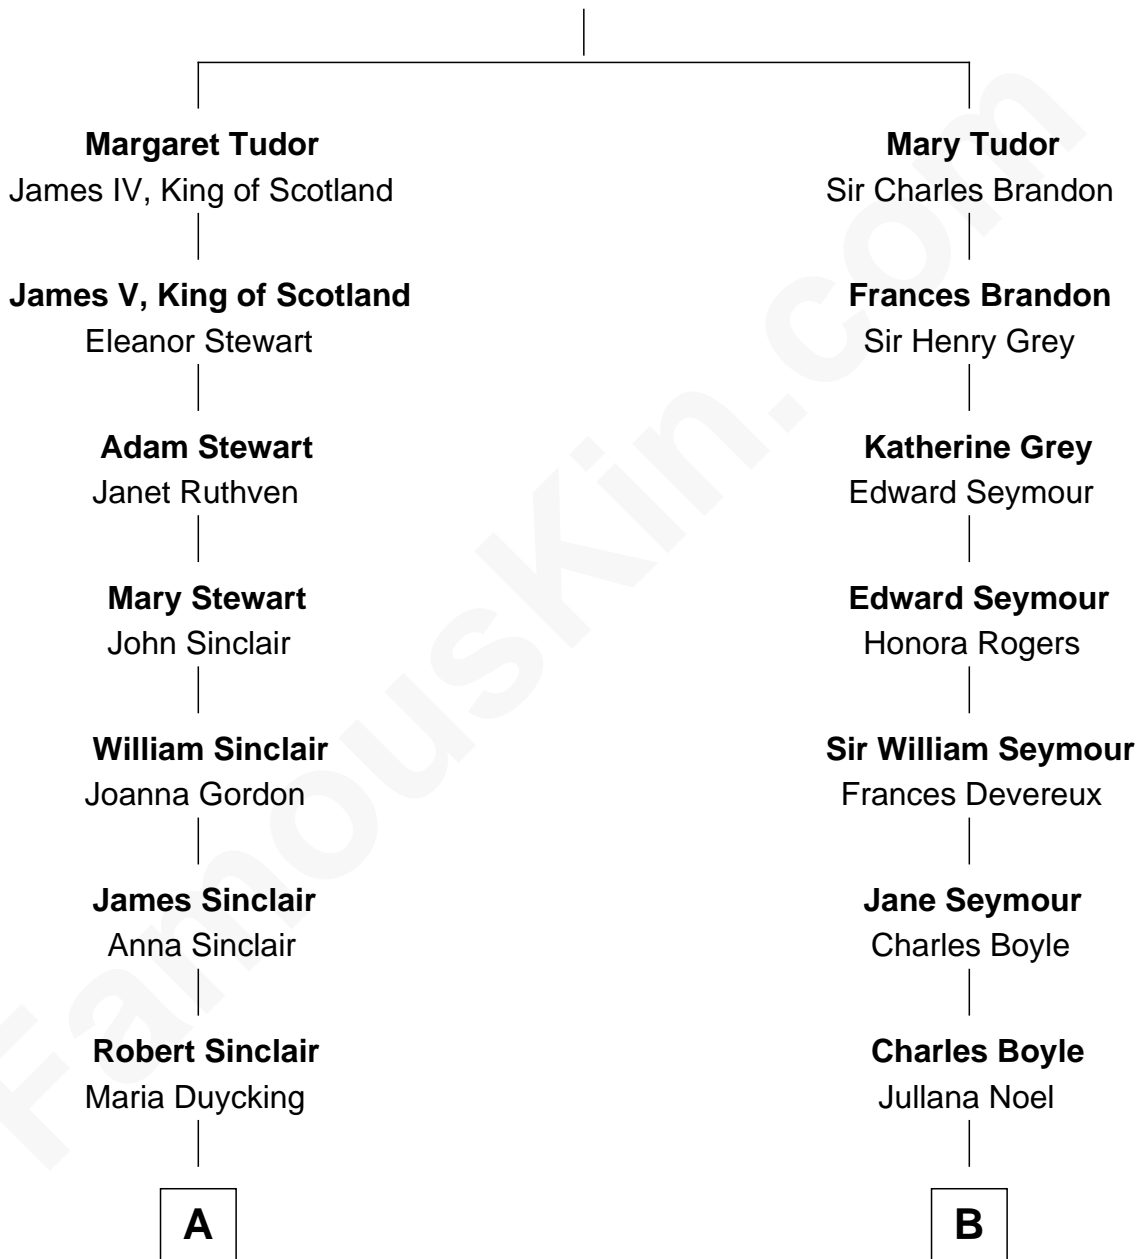 Margaret Tudor
James IV, King of Scotland
James V, King of Scotland
Eleanor Stewart
Adam Stewart
Janet Ruthven
Mary Stewart
John Sinclair
William Sinclair
Joanna Gordon
James Sinclair
Anna Sinclair
Robert Sinclair
Maria Duycking
A
Mary Tudor
Sir Charles Brandon
Frances Brandon
Sir Henry Grey
Katherine Grey
Edward Seymour
Edward Seymour
Honora Rogers
Sir William Seymour
Frances Devereux
Jane Seymour
Charles Boyle
Charles Boyle
Jullana Noel
B
FamousKin.com